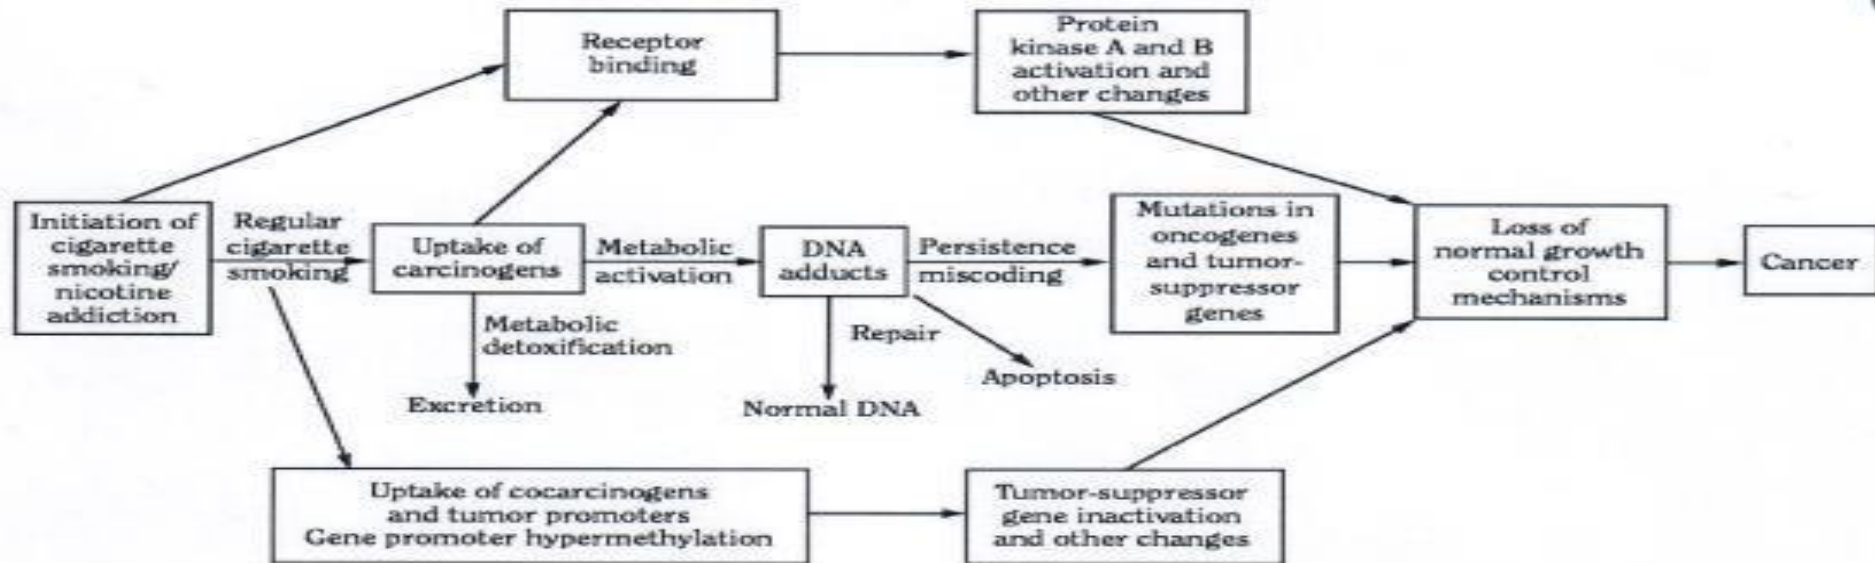 Receptor
binding
Protein
kinase A and B
activation and
other changes
Initiation of
cigarette
smoking/
nicotine
addiction
Regular
cigarette
smoking
Uptake of
carcinogens
Metabolic
activation
DNA
adducts
Persistence
miscoding
Mutations in
oncogenes
and tumor-
suppressor
genes
Loss of
normal growth
control
mechanisms
Cancer
Metabolic
detoxification
Excretion
Repair
Normal DNA
Apoptosis
Uptake of cocarcinogens
and tumor promoters
Gene promoter hypermethylation
Tumor-suppressor
gene inactivation
and other changes